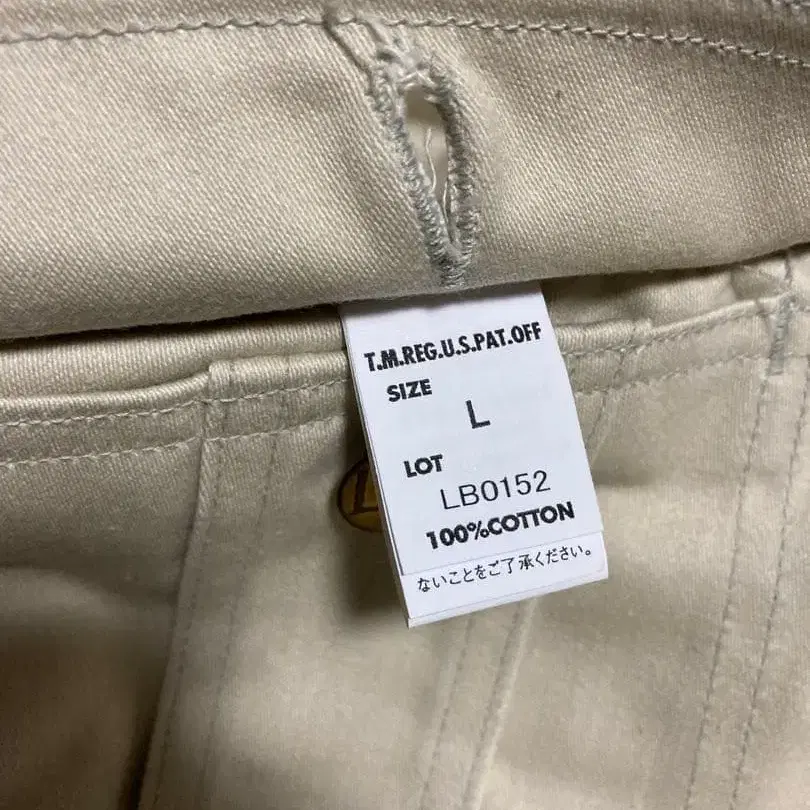 T.M.REG.U.S.PAT.OFF
SIZE
L
LOT
LB0152
100%COTTON
ないことをご了承ください。